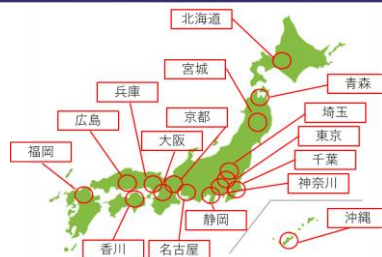 北海道
宮城
青森
兵庫
埼玉
広島
京都
東京
大阪
福岡
千葉
神奈川
静岡
沖縄
香川
名古屋